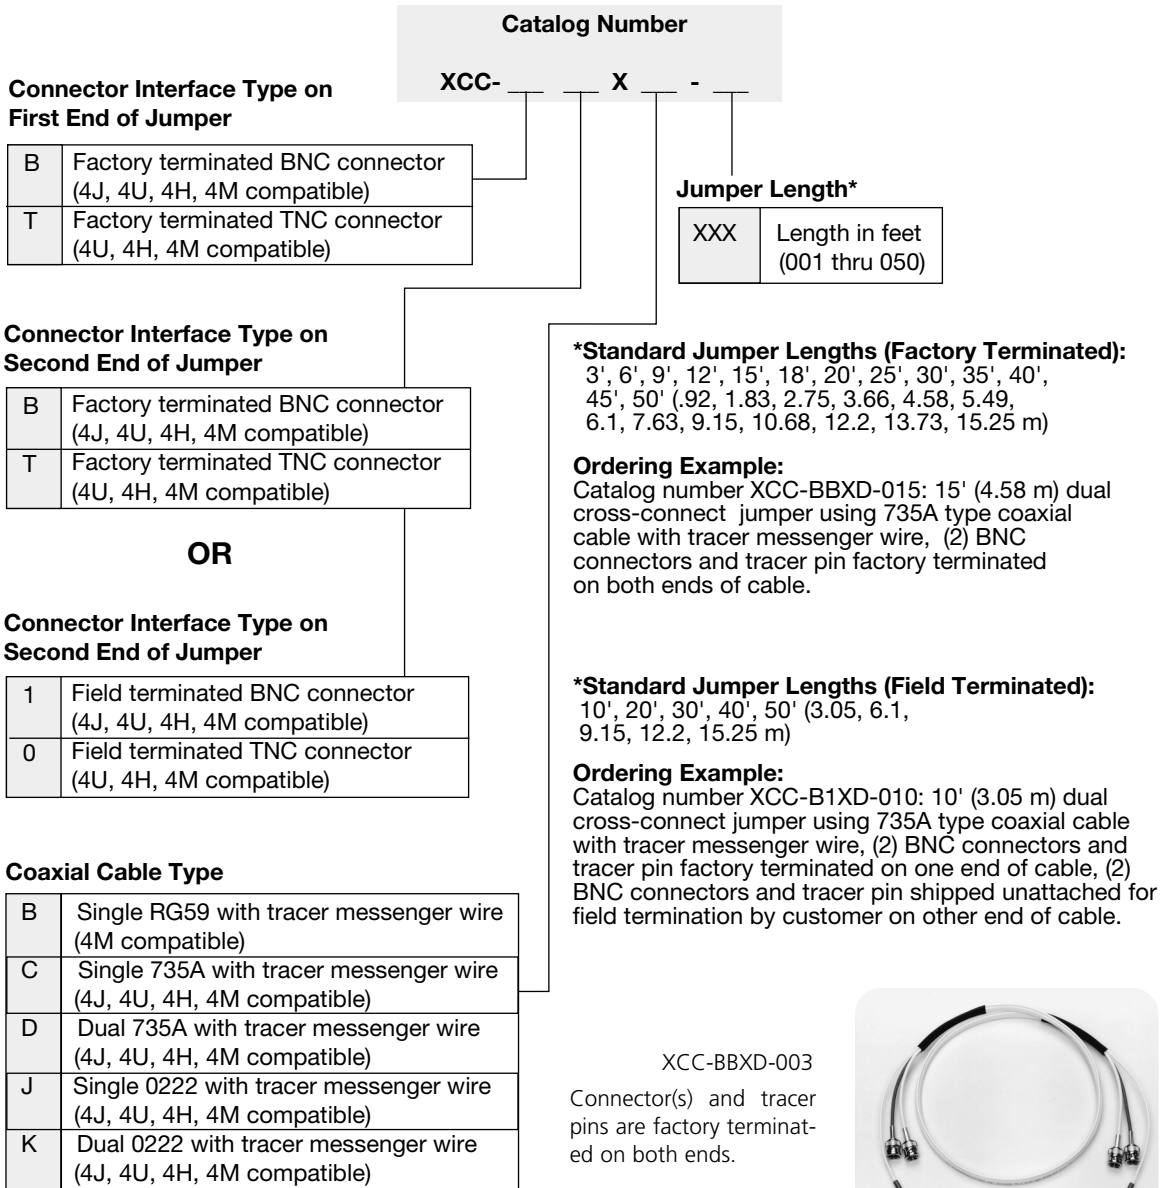 Catalog Number
XCC- ___ ___ X ___ - ___
Connector Interface Type on
First End of Jumper
B Factory terminated BNC connector
(4J, 4U, 4H, 4M compatible)
T Factory terminated TNC connector
(4U, 4H, 4M compatible)
Jumper Length*
XXX Length in feet
(001 thru 050)
Connector Interface Type on
Second End of Jumper
B Factory terminated BNC connector
(4J, 4U, 4H, 4M compatible)
T Factory terminated TNC connector
(4U, 4H, 4M compatible)
OR
Connector Interface Type on
Second End of Jumper
1 Field terminated BNC connector
(4J, 4U, 4H, 4M compatible)
0 Field terminated TNC connector
(4U, 4H, 4M compatible)
Coaxial Cable Type
B Single RG59 with tracer messenger wire
(4M compatible)
C Single 735A with tracer messenger wire
(4J, 4U, 4H, 4M compatible)
D Dual 735A with tracer messenger wire
(4J, 4U, 4H, 4M compatible)
J Single 0222 with tracer messenger wire
(4J, 4U, 4H, 4M compatible)
K Dual 0222 with tracer messenger wire
(4J, 4U, 4H, 4M compatible)
*Standard Jumper Lengths (Factory Terminated):
3', 6', 9', 12', 15', 18', 20', 25', 30', 35', 40',
45', 50' (.92, 1.83, 2.75, 3.66, 4.58, 5.49,
6.1, 7.63, 9.15, 10.68, 12.2, 13.73, 15.25 m)
Ordering Example:
Catalog number XCC-BBXD-015: 15' (4.58 m) dual
cross-connect jumper using 735A type coaxial
cable with tracer messenger wire, (2) BNC
connectors and tracer pin factory terminated
on both ends of cable.
*Standard Jumper Lengths (Field Terminated):
10', 20', 30', 40', 50' (3.05, 6.1,
9.15, 12.2, 15.25 m)
Ordering Example:
Catalog number XCC-B1XD-010: 10' (3.05 m) dual
cross-connect jumper using 735A type coaxial cable
with tracer messenger wire, (2) BNC connectors and
tracer pin factory terminated on one end of cable, (2)
BNC connectors and tracer pin shipped unattached for
field termination by customer on other end of cable.
XCC-BBXD-003
Connector(s) and tracer
pins are factory terminat-
ed on both ends.